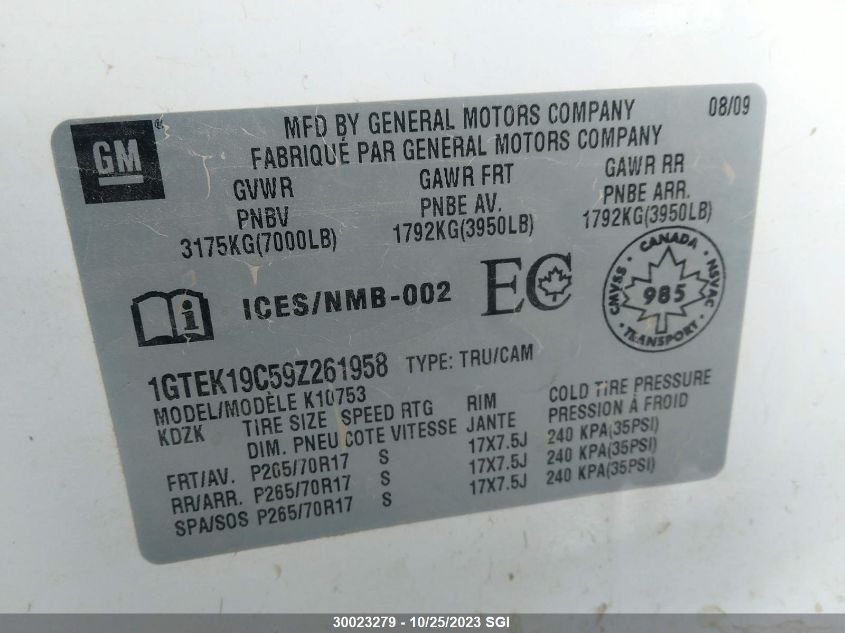 GM
®
MFD BY GENERAL MOTORS COMPANY 08/09
FABRIQUÉ PAR GENERAL MOTORS COMPANY
GVWR GAWR FRT GAWR RR
PNBV PNBE AV. PNBE ARR.
3175KG(7000LB) 1792KG(3950LB) 1792KG(3950LB)
i ICES/NMB-002 EC
CANADA
CMVSS 985 NSVAC
TRANSPORT
1GTEK19C59Z261958 TYPE: TRU/CAM
MODEL/MODÈLE K10753
KDZK TIRE SIZE SPEED RTG RIM COLD TIRE PRESSURE
DIM. PNEU COTE VITESSE JANTE PRESSION À FROID
FRT/AV. P265/70R17 S 17X7.5J 240 KPA(35PSI)
RR/ARR. P265/70R17 S 17X7.5J 240 KPA(35PSI)
SPA/SOS P265/70R17 S 17X7.5J 240 KPA(35PSI)
30023279 - 10/25/2023 SGI